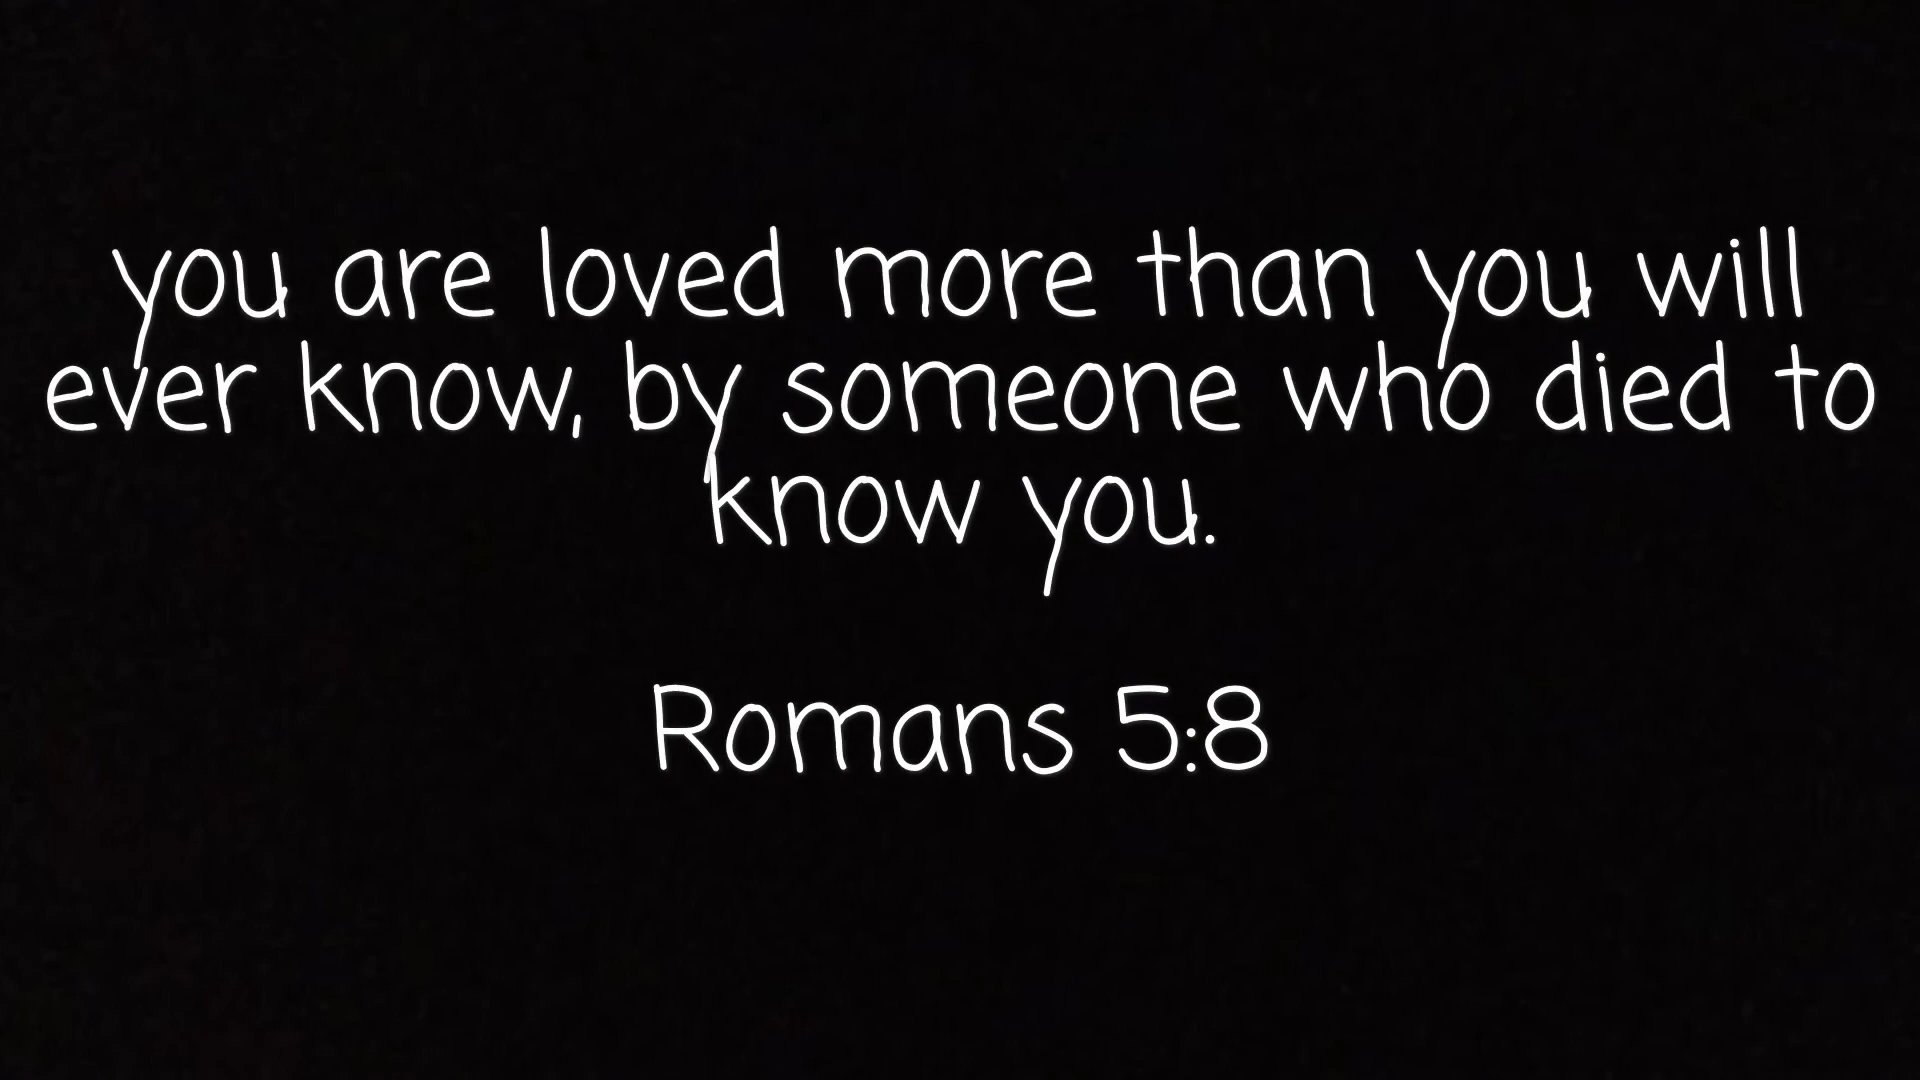 you are loved more than you will
ever know, by someone who died to
know you.
Romans 5:8